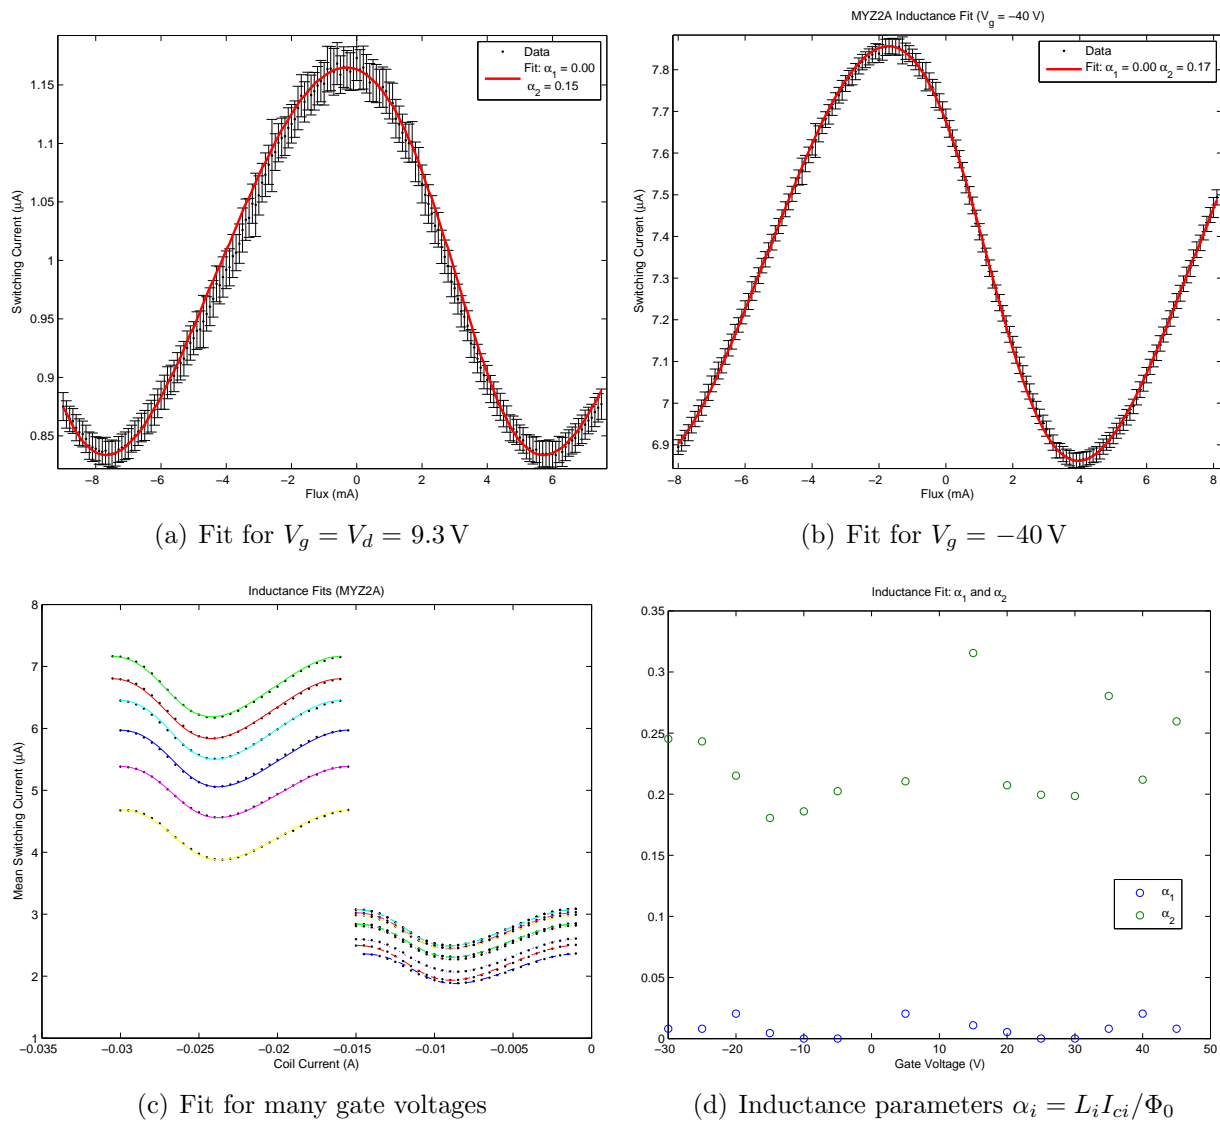 Data
Fit: α1 = 0.00
α2 = 0.15
1.15
1.1
1.05
1
0.95
0.9
0.85
Switching Current (μA)
−8 −6 −4 −2 0 2 4 6
Flux (mA)
(a) Fit for Vg = Vd = 9.3 V
MYZ2A Inductance Fit (Vg = −40 V)
Data
Fit: α1 = 0.00 α2 = 0.17
7.8
7.7
7.6
7.5
7.4
7.3
7.2
7.1
7
6.9
Switching Current (μA)
−8 −6 −4 −2 0 2 4 6 8
Flux (mA)
(b) Fit for Vg = −40 V
Inductance Fits (MYZ2A)
8
7
6
5
4
3
2
1
Mean Switching Current (μA)
−0.035 −0.03 −0.025 −0.02 −0.015 −0.01 −0.005 0
Coil Current (A)
(c) Fit for many gate voltages
Inductance Fit: α1 and α2
0.35
0.3
0.25
0.2
0.15
0.1
0.05
0
α1
α2
−30 −20 −10 0 10 20 30 40 50
Gate Voltage (V)
(d) Inductance parameters αi = LiIci/Φ0